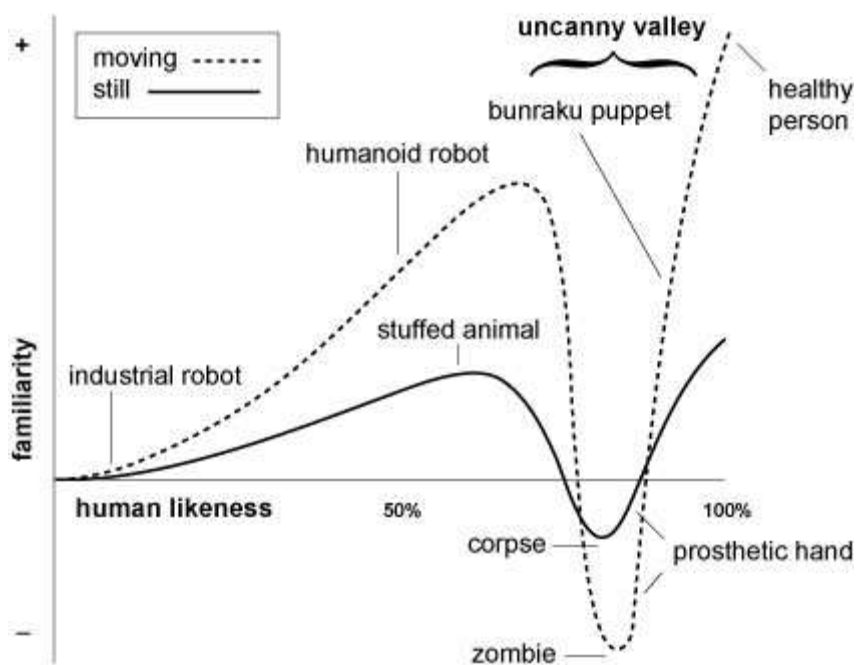 +
uncanny valley
moving
still
healthy
person
bunraku puppet
humanoid robot
stuffed animal
industrial robot
familiarity
human likeness
50%
100%
corpse
prosthetic hand
–
zombie